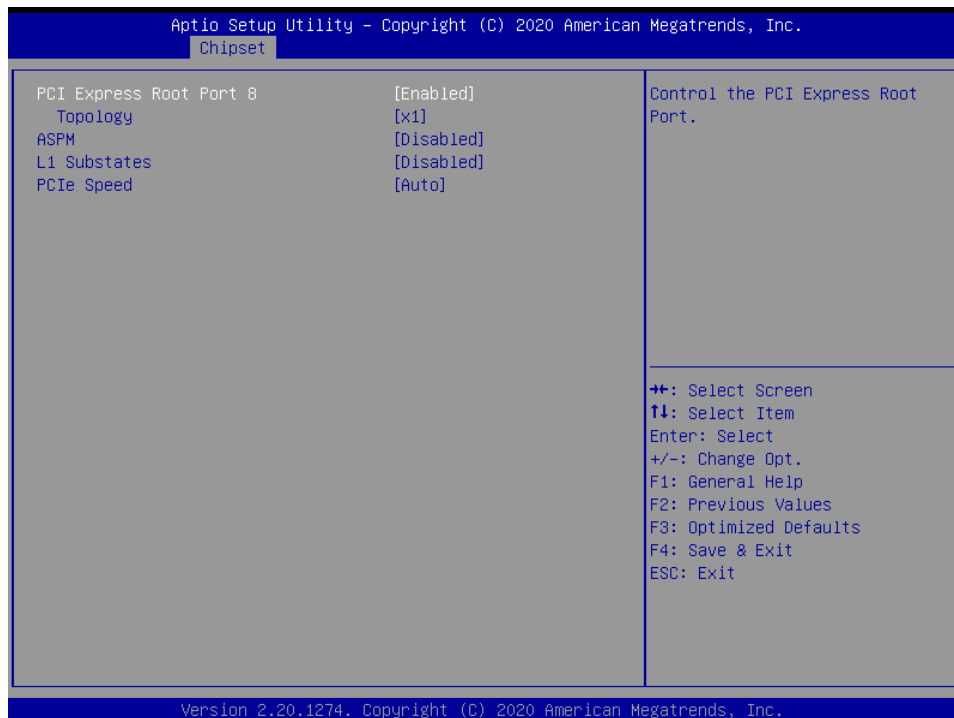 Aptio Setup Utility – Copyright (C) 2020 American Megatrends, Inc.
Chipset
PCI Express Root Port 8 [Enabled]
Topology [x1]
ASPM [Disabled]
L1 Substates [Disabled]
PCIe Speed [Auto]
Control the PCI Express Root
Port.
→←: Select Screen
↑↓: Select Item
Enter: Select
+/-: Change Opt.
F1: General Help
F2: Previous Values
F3: Optimized Defaults
F4: Save & Exit
ESC: Exit
Version 2.20.1274. Copyright (C) 2020 American Megatrends, Inc.